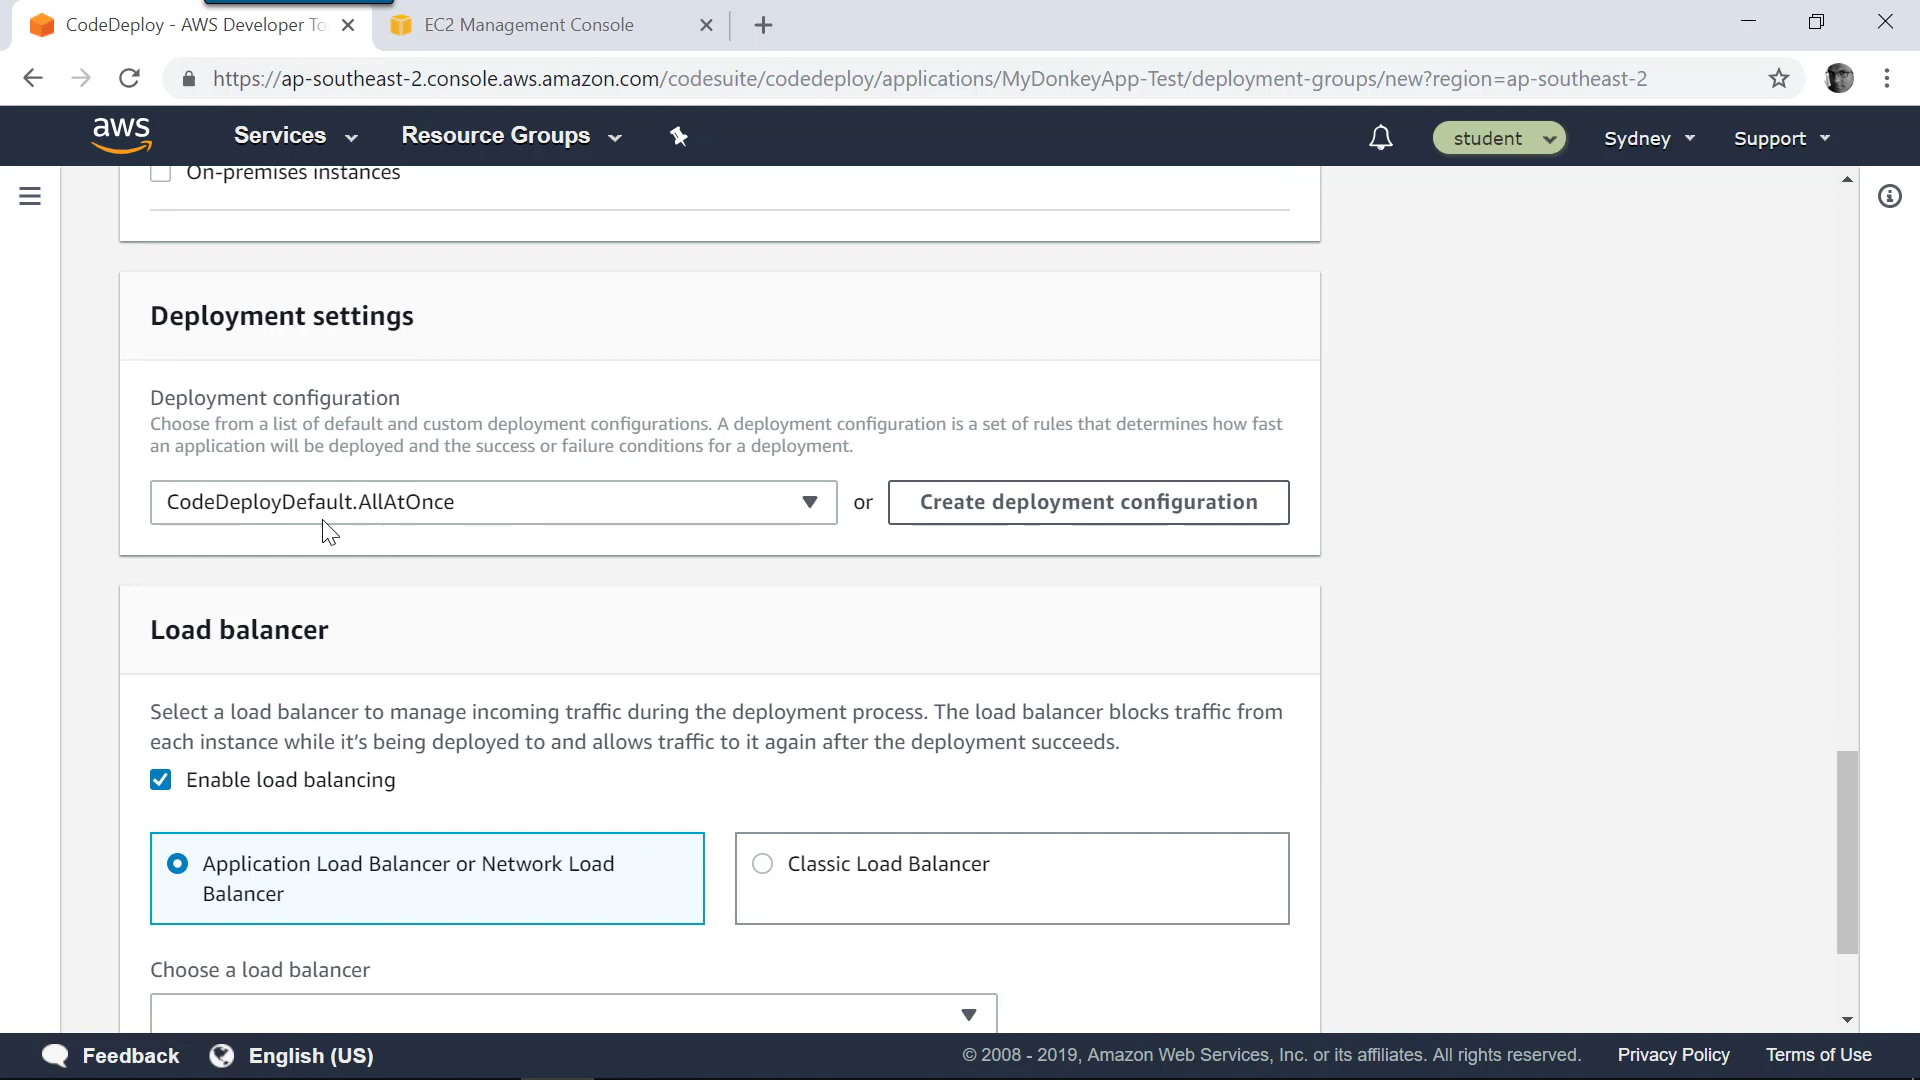 CodeDeploy - AWS Developer To
EC2 Management Console
https://ap-southeast-2.console.aws.amazon.com/codesuite/codedeploy/applications/MyDonkeyApp-Test/deployment-groups/new?region=ap-southeast-2
aws
Services
Resource Groups
student
Sydney
Support
On-premises instances
Deployment settings
Deployment configuration
Choose from a list of default and custom deployment configurations. A deployment configuration is a set of rules that determines how fast
an application will be deployed and the success or failure conditions for a deployment.
CodeDeployDefault.AllAtOnce
or
Create deployment configuration
Load balancer
Select a load balancer to manage incoming traffic during the deployment process. The load balancer blocks traffic from
each instance while it’s being deployed to and allows traffic to it again after the deployment succeeds.
Enable load balancing
Application Load Balancer or Network Load
Balancer
Classic Load Balancer
Choose a load balancer
Feedback
English (US)
© 2008 - 2019, Amazon Web Services, Inc. or its affiliates. All rights reserved.
Privacy Policy
Terms of Use